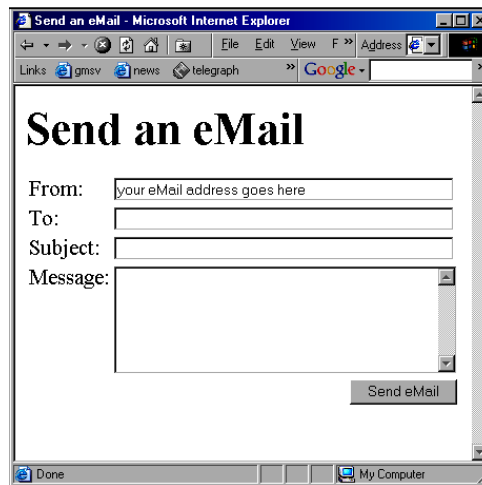 Send an eMail - Microsoft Internet Explorer
File Edit View F » Address
Links gmsv news telegraph » Google
Send an eMail
From: your eMail address goes here
To:
Subject:
Message:
Send eMail
Done My Computer